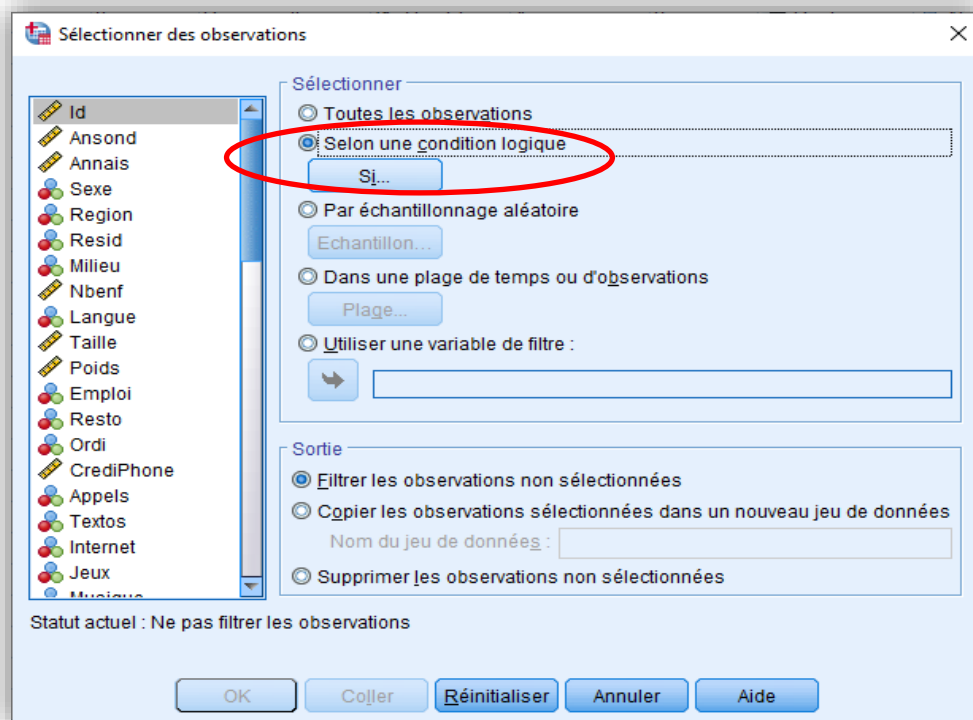 Sélectionner des observations
Id
Ansond
Annais
Sexe
Region
Resid
Milieu
Nbenf
Langue
Taille
Poids
Emploi
Resto
Ordi
CrediPhone
Appels
Textos
Internet
Jeux
Sélectionner
Toutes les observations
Selon une condition logique
Si...
Par échantillonnage aléatoire
Echantillon...
Dans une plage de temps ou d'observations
Plage...
Utiliser une variable de filtre :
Sortie
Filtrer les observations non sélectionnées
Copier les observations sélectionnées dans un nouveau jeu de données
Nom du jeu de données :
Supprimer les observations non sélectionnées
Statut actuel : Ne pas filtrer les observations
OK Coller Réinitialiser Annuler Aide